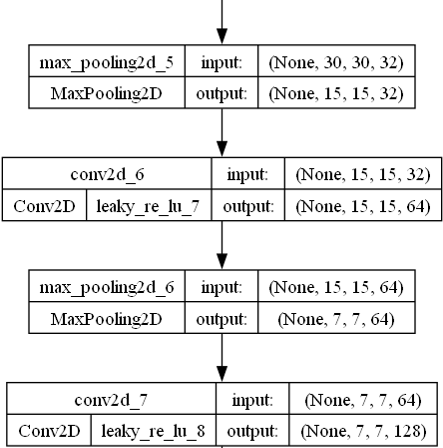 max_pooling2d_5 input: (None, 30, 30, 32)
MaxPooling2D output: (None, 15, 15, 32)
conv2d_6 input: (None, 15, 15, 32)
Conv2D leaky_re_lu_7 output: (None, 15, 15, 64)
max_pooling2d_6 input: (None, 15, 15, 64)
MaxPooling2D output: (None, 7, 7, 64)
conv2d_7 input: (None, 7, 7, 64)
Conv2D leaky_re_lu_8 output: (None, 7, 7, 128)